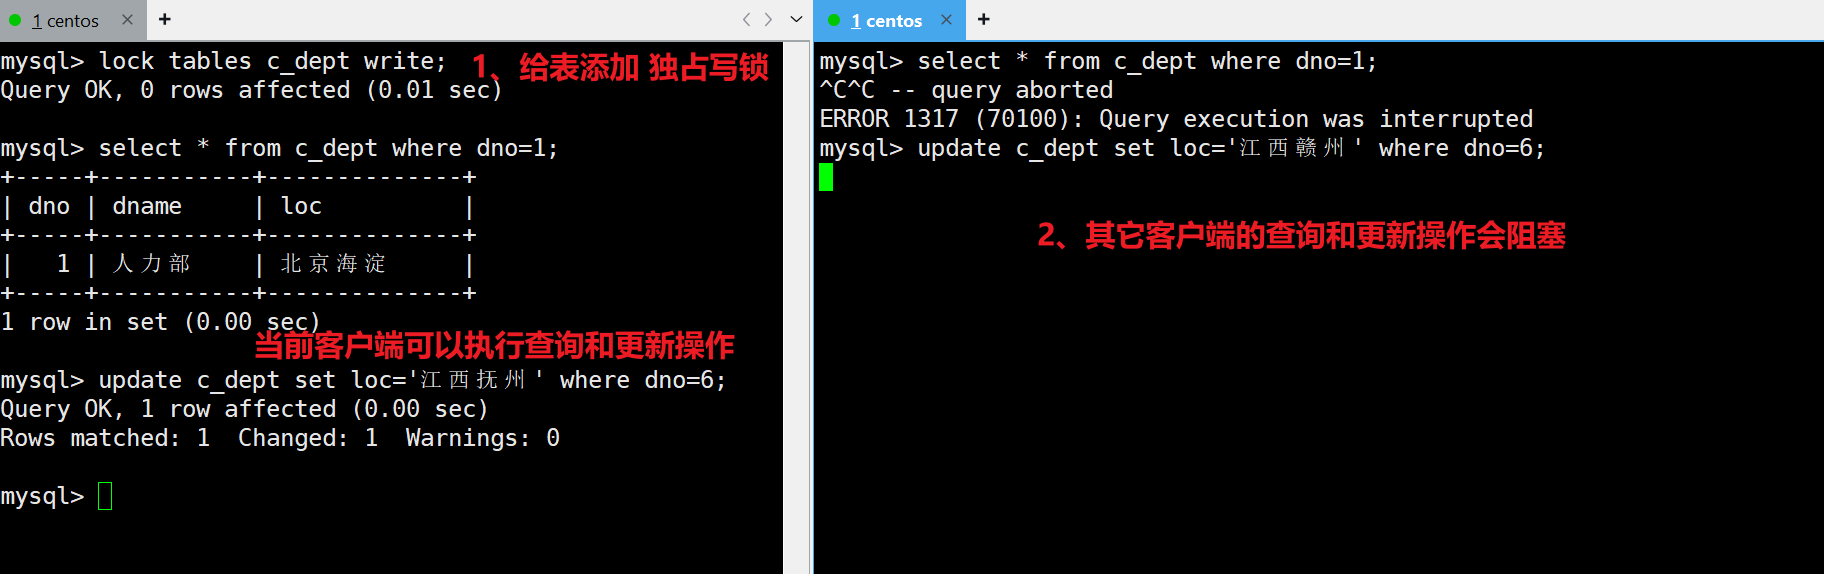 1 centos × +
mysql> lock tables c_dept write;
1、给表添加 独占写锁
Query OK, 0 rows affected (0.01 sec)
mysql> select * from c_dept where dno=1;
+-----+-----------+--------------+
| dno | dname     | loc          |
+-----+-----------+--------------+
|   1 | 人力部    | 北京海淀     |
+-----+-----------+--------------+
1 row in set (0.00 sec)
当前客户端可以执行查询和更新操作
mysql> update c_dept set loc='江西抚州' where dno=6;
Query OK, 1 row affected (0.00 sec)
Rows matched: 1  Changed: 1  Warnings: 0
mysql>
1 centos × +
mysql> select * from c_dept where dno=1;
^C^C -- query aborted
ERROR 1317 (70100): Query execution was interrupted
mysql> update c_dept set loc='江西赣州' where dno=6;
2、其它客户端的查询和更新操作会阻塞